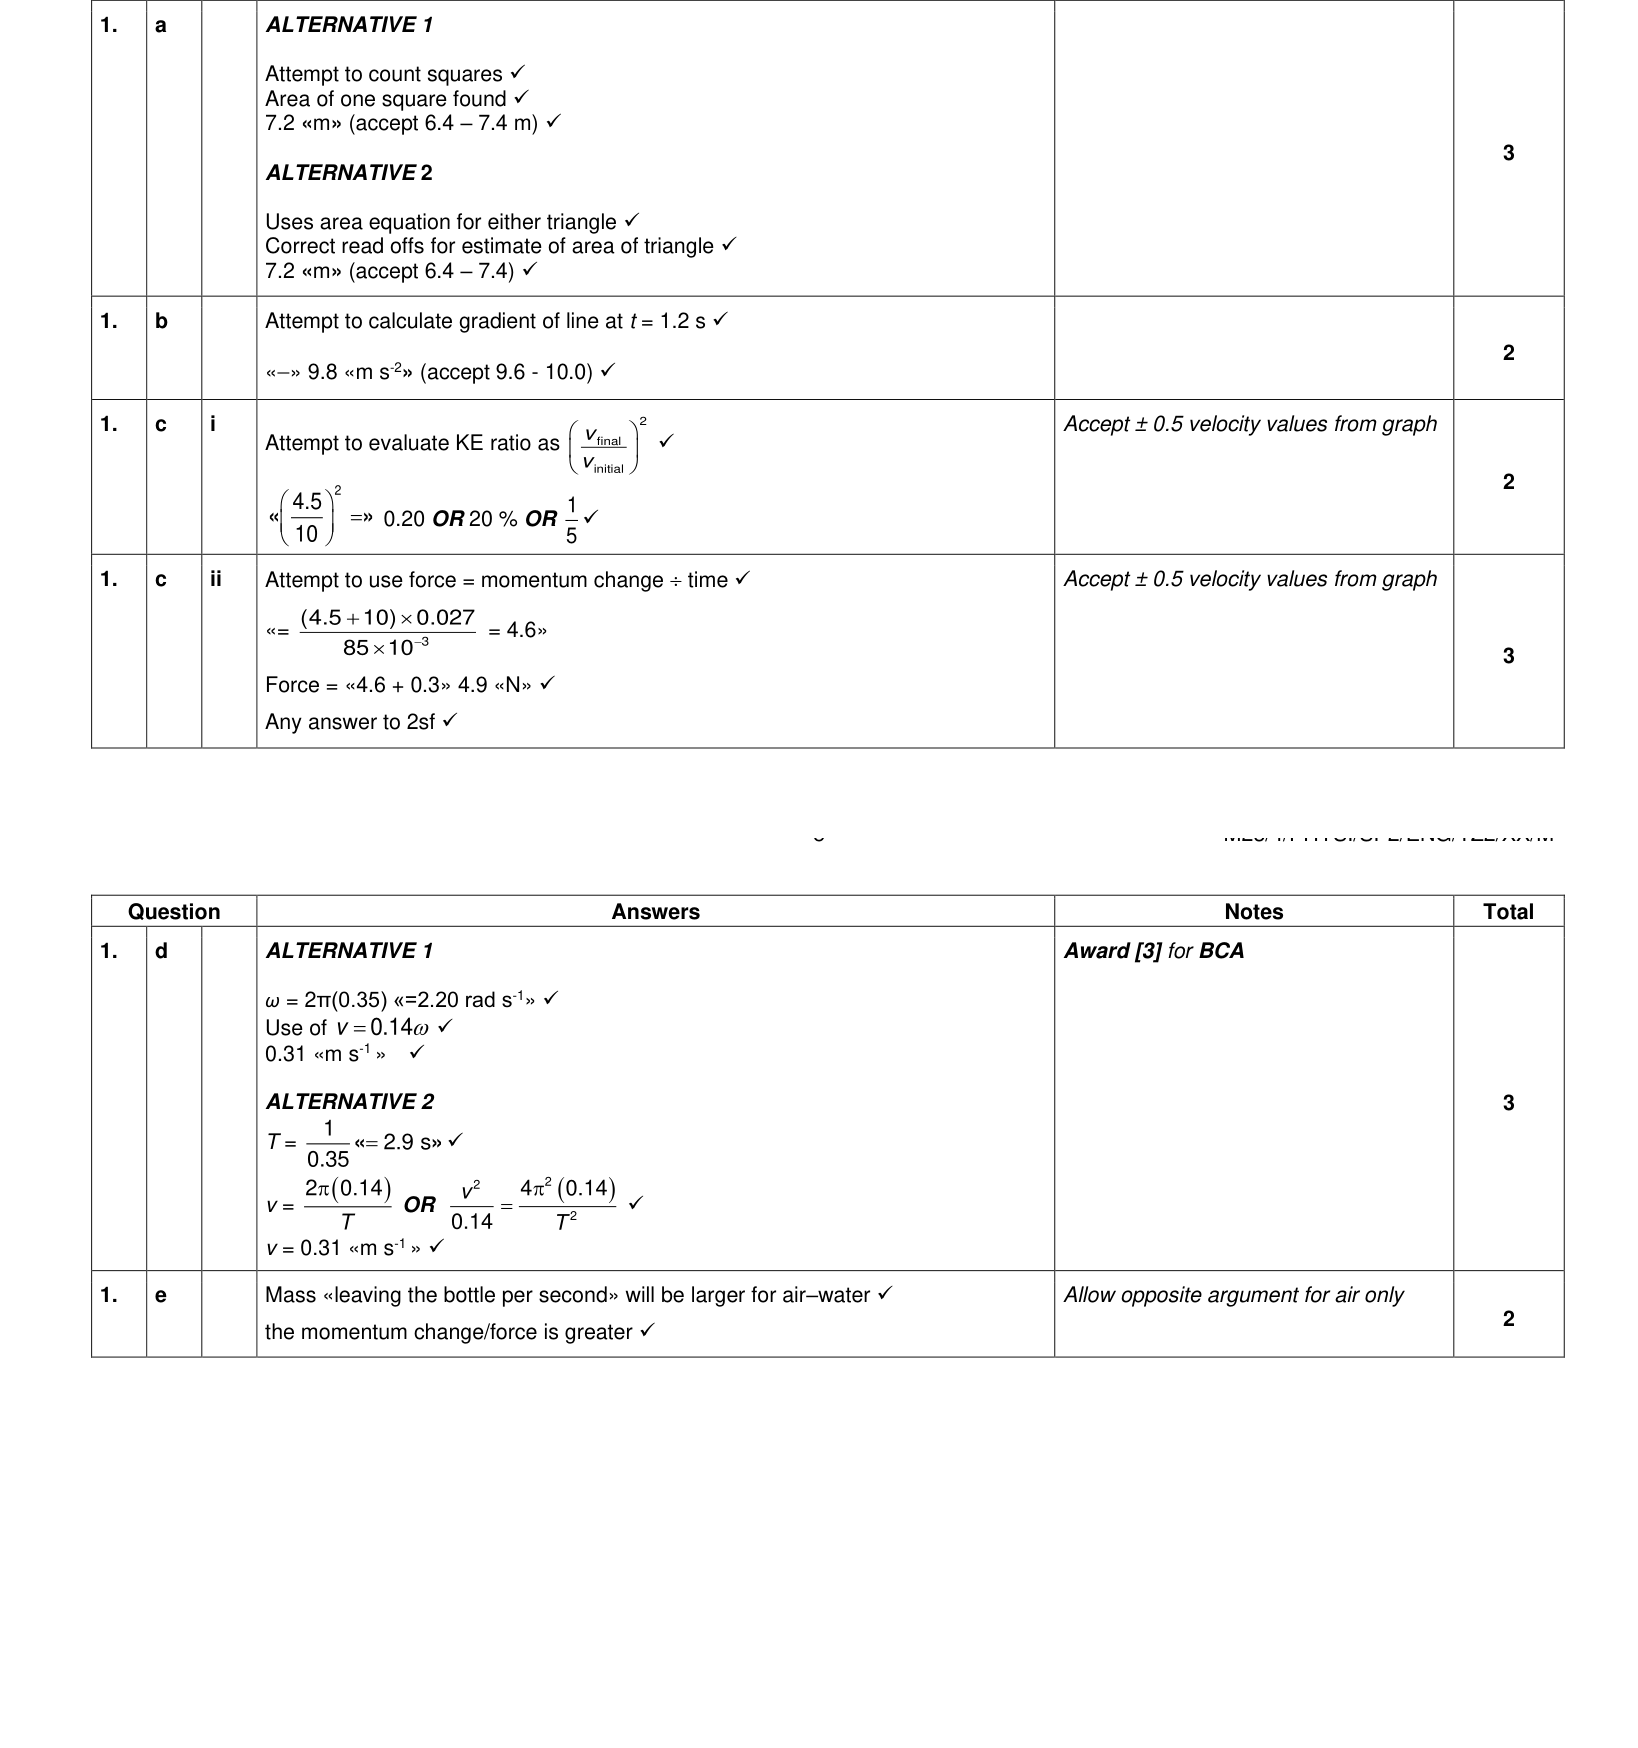 1. a ALTERNATIVE 1
Attempt to count squares ✓
Area of one square found ✓
7.2 «m» (accept 6.4 – 7.4 m) ✓
3
ALTERNATIVE 2
Uses area equation for either triangle ✓
Correct read offs for estimate of area of triangle ✓
7.2 «m» (accept 6.4 – 7.4) ✓
1. b Attempt to calculate gradient of line at t = 1.2 s ✓
2
«–» 9.8 «m s⁻²» (accept 9.6 - 10.0) ✓
1. c i Attempt to evaluate KE ratio as (v_final / v_initial)² ✓ Accept ± 0.5 velocity values from graph
2
«(4.5 / 10)² =» 0.20 OR 20 % OR 1/5 ✓
1. c ii Attempt to use force = momentum change ÷ time ✓ Accept ± 0.5 velocity values from graph
«= (4.5 + 10) × 0.027 / 85 × 10⁻³ = 4.6»
3
Force = «4.6 + 0.3» 4.9 «N» ✓
Any answer to 2sf ✓
Question Answers Notes Total
1. d ALTERNATIVE 1 Award [3] for BCA
ω = 2π(0.35) «=2.20 rad s⁻¹» ✓
Use of v = 0.14ω ✓
0.31 «m s⁻¹ » ✓
3
ALTERNATIVE 2
T = 1 / 0.35 «= 2.9 s» ✓
v = 2π(0.14) / T OR v² / 0.14 = 4π² (0.14) / T² ✓
v = 0.31 «m s⁻¹ » ✓
1. e Mass «leaving the bottle per second» will be larger for air–water ✓ Allow opposite argument for air only
2
the momentum change/force is greater ✓